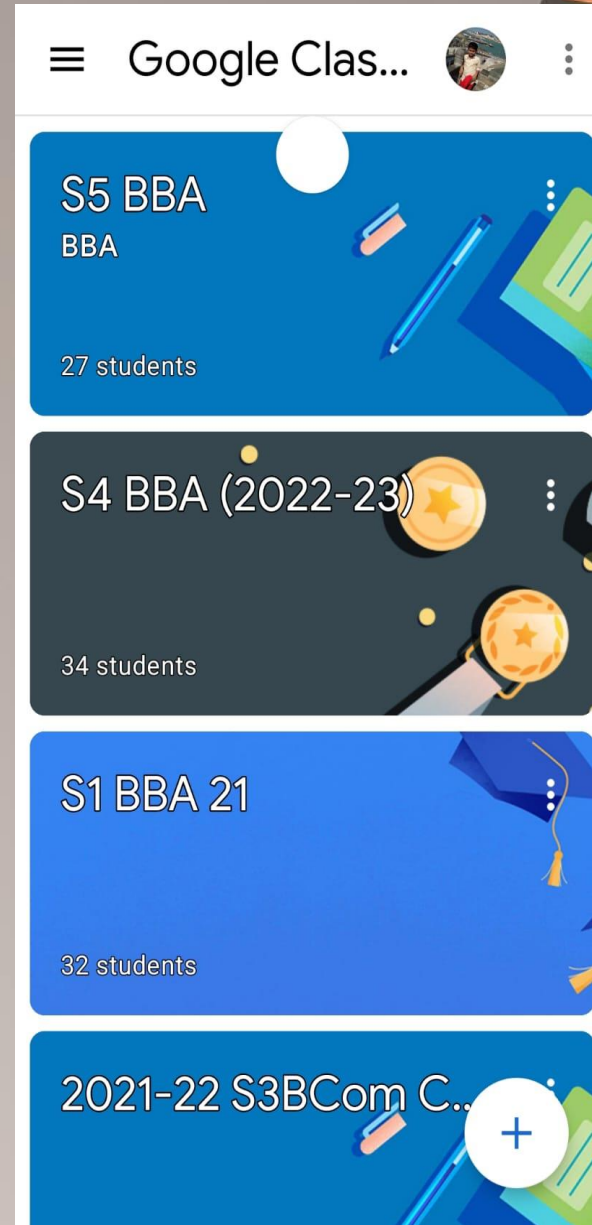 Google Clas...
S5 BBA
BBA
27 students
S4 BBA (2022-23)
34 students
S1 BBA 21
32 students
2021-22 S3BCom C...